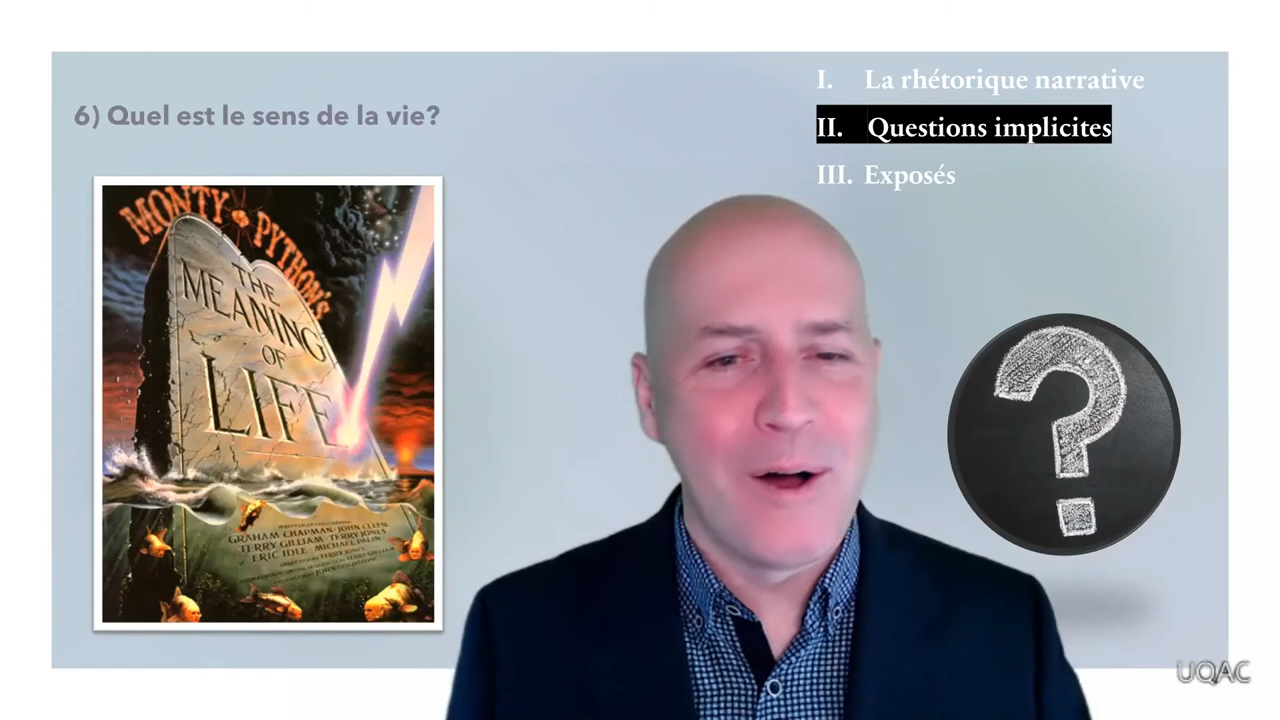 6) Quel est le sens de la vie?
I. La rhétorique narrative
II. Questions implicites
III. Exposés
MONTY PYTHON'S
THE
MEANING
OF
LIFE
GRAHAM CHAPMAN · JOHN CLEESE
TERRY GILLIAM · TERRY JONES
ERIC IDLE · MICHAEL PALIN
?
UQAC